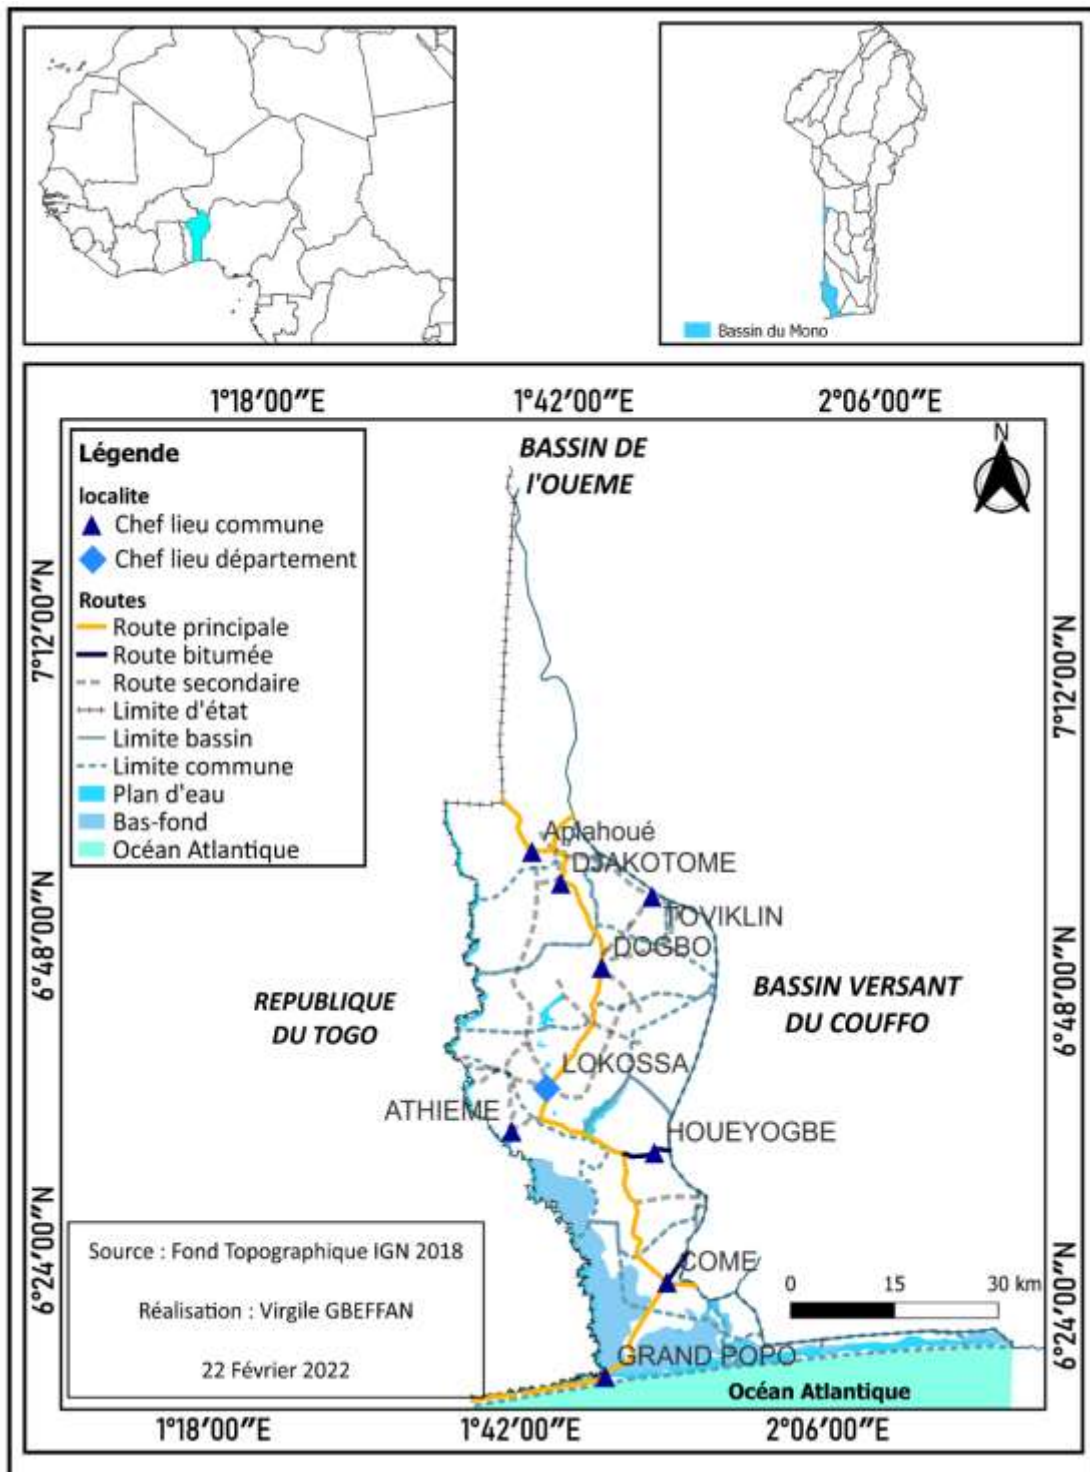 Bassin du Mono
1°18′00″E
1°42′00″E
2°06′00″E
Légende
localite
Chef lieu commune
Chef lieu département
Routes
Route principale
Route bitumée
Route secondaire
Limite d'état
Limite bassin
Limite commune
Plan d'eau
Bas-fond
Océan Atlantique
BASSIN DE
l'OUEME
N
7°12′00″N
7°12′00″N
Aplahoué
DJAKOTOME
TOVIKLIN
DOGBO
6°48′00″N
6°48′00″N
REPUBLIQUE
DU TOGO
BASSIN VERSANT
DU COUFFO
LOKOSSA
ATHIEME
HOUEYOGBE
COME
GRAND POPO
6°24′00″N
6°24′00″N
Source : Fond Topographique IGN 2018
Réalisation : Virgile GBEFFAN
22 Février 2022
0 15 30 km
Océan Atlantique
1°18′00″E
1°42′00″E
2°06′00″E